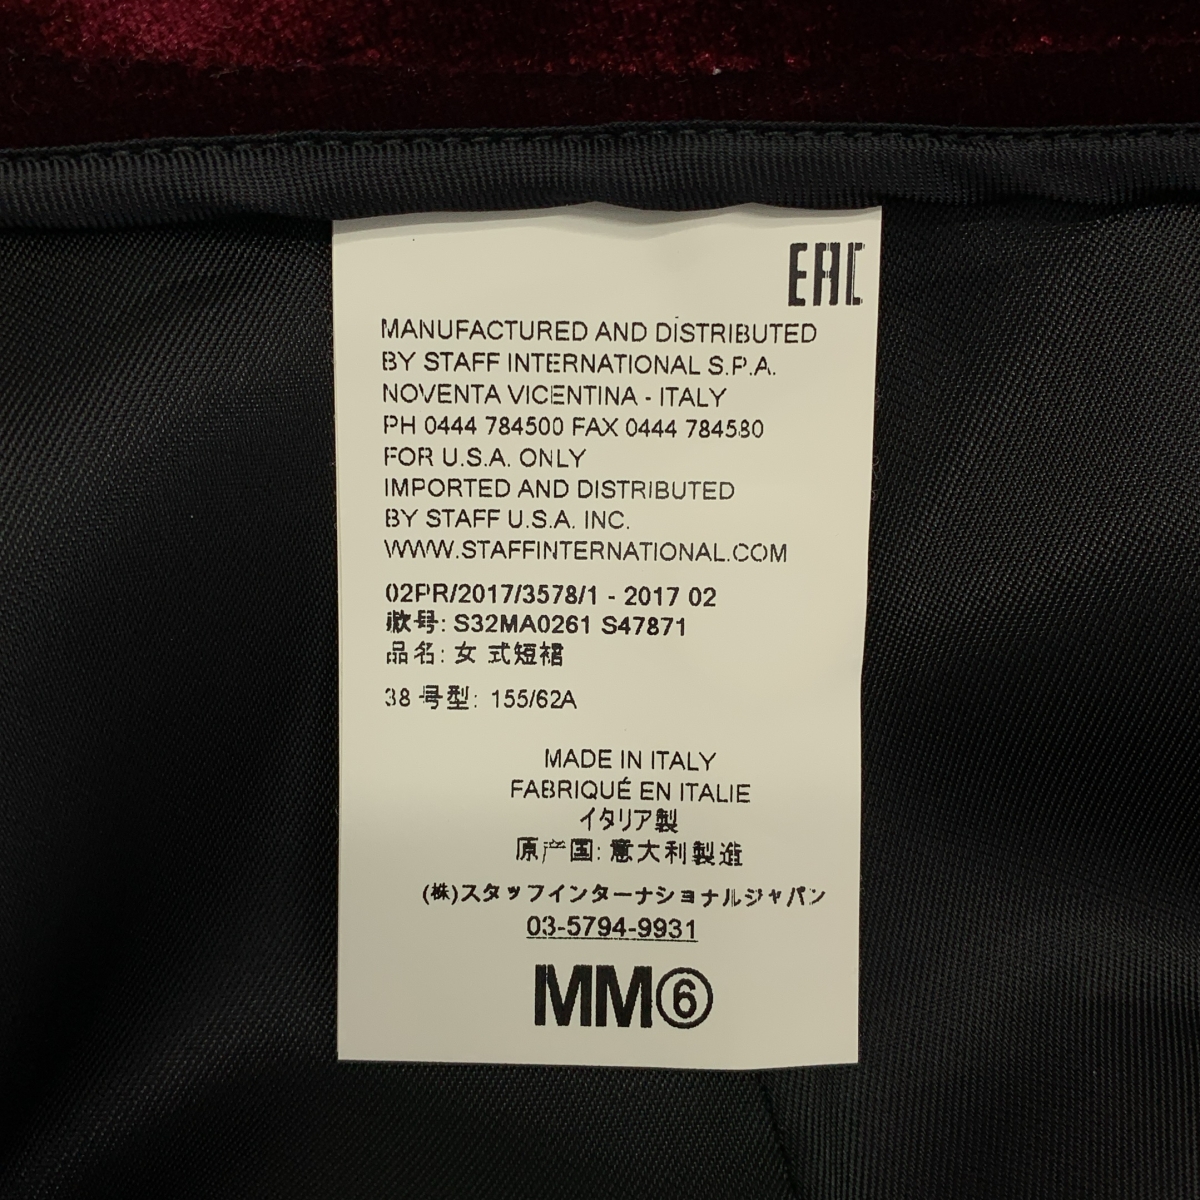 EAC
MANUFACTURED AND DISTRIBUTED
BY STAFF INTERNATIONAL S.P.A.
NOVENTA VICENTINA - ITALY
PH 0444 784500 FAX 0444 784580
FOR U.S.A. ONLY
IMPORTED AND DISTRIBUTED
BY STAFF U.S.A. INC.
WWW.STAFFINTERNATIONAL.COM
02PR/2017/3578/1 - 2017 02
款号: S32MA0261 S47871
品名: 女 式短裙
38 号型: 155/62A
MADE IN ITALY
FABRIQUÉ EN ITALIE
イタリア製
原产国: 意大利製造
(株)スタッフインターナショナルジャパン
03-5794-9931
MM⑥